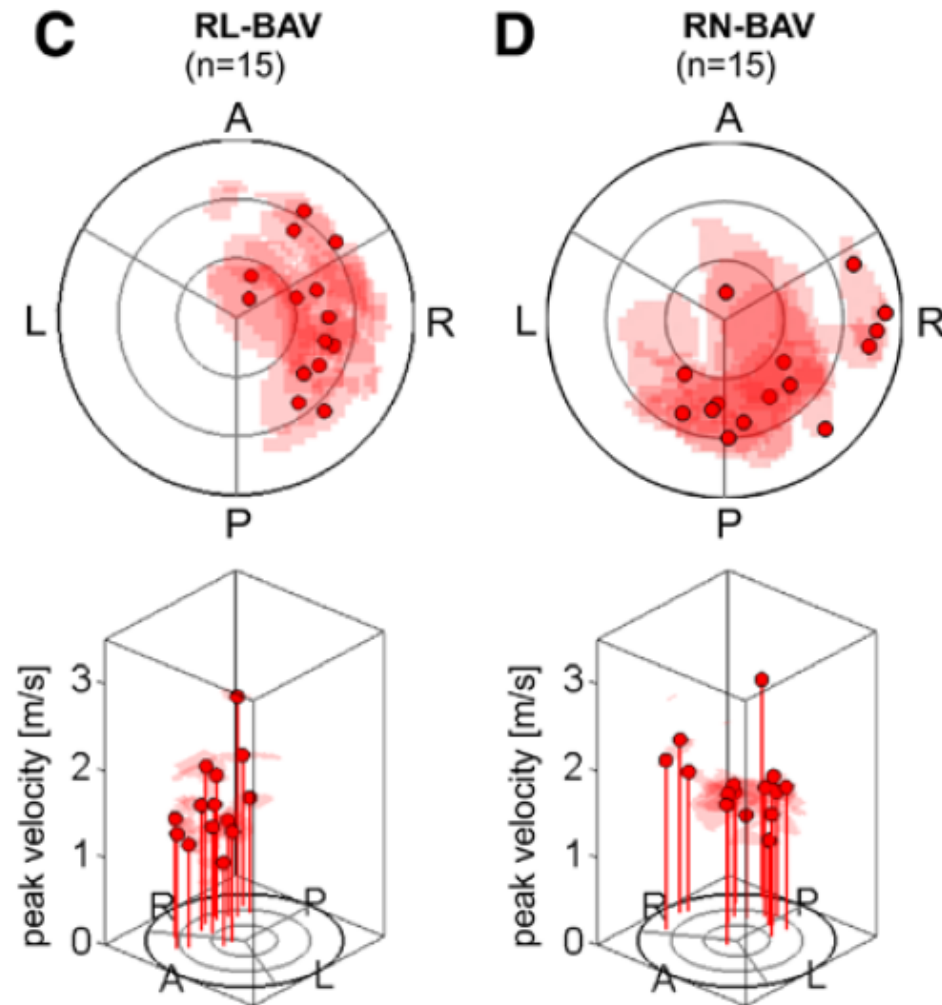 C RL-BAV
(n=15)
A
L R
P
D RN-BAV
(n=15)
A
L R
P
peak velocity [m/s]
3
2
1
0
R P
A L
peak velocity [m/s]
3
2
1
0
R P
A L